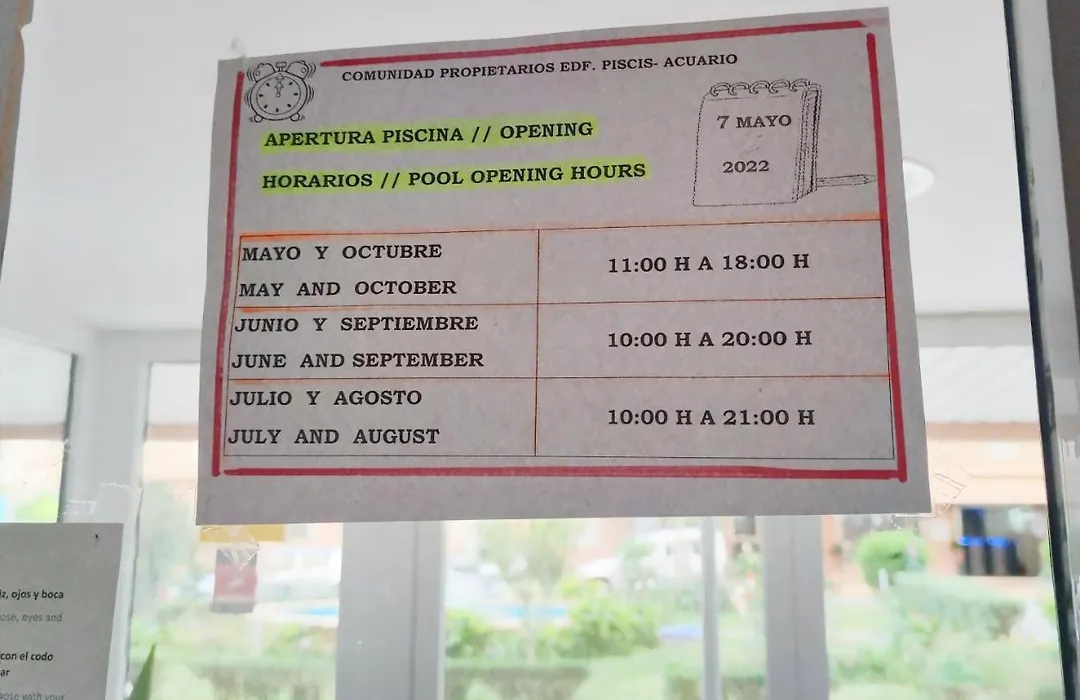 COMUNIDAD PROPIETARIOS EDF. PISCIS- ACUARIO
APERTURA PISCINA // OPENING
HORARIOS // POOL OPENING HOURS
7 MAYO
2022
MAYO Y OCTUBRE
MAY AND OCTOBER
11:00 H A 18:00 H
JUNIO Y SEPTIEMBRE
JUNE AND SEPTEMBER
10:00 H A 20:00 H
JULIO Y AGOSTO
JULY AND AUGUST
10:00 H A 21:00 H
ojos y boca
eyes and
con el codo
with your